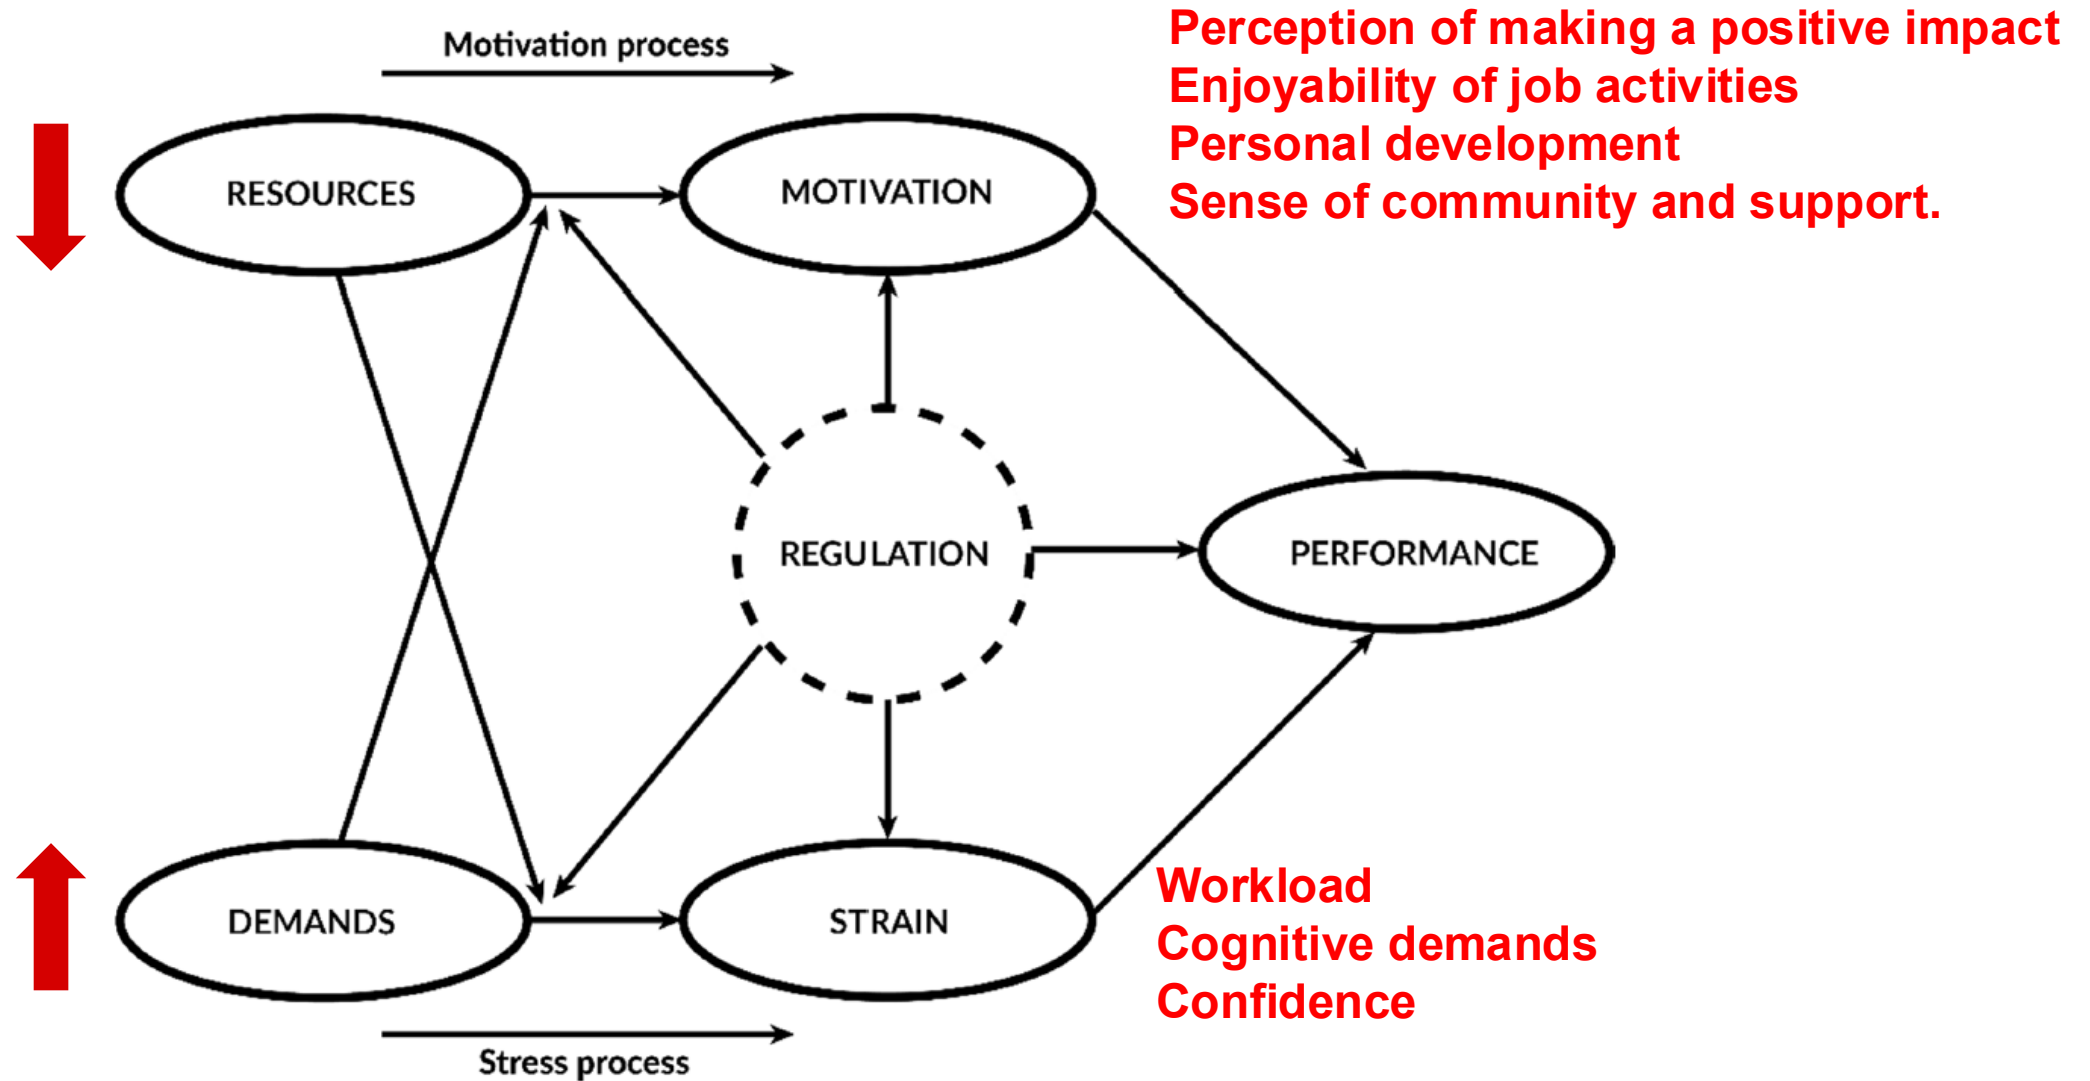 Motivation process
Perception of making a positive impact
Enjoyability of job activities
Personal development
Sense of community and support.
RESOURCES
MOTIVATION
REGULATION
PERFORMANCE
DEMANDS
STRAIN
Workload
Cognitive demands
Confidence
Stress process